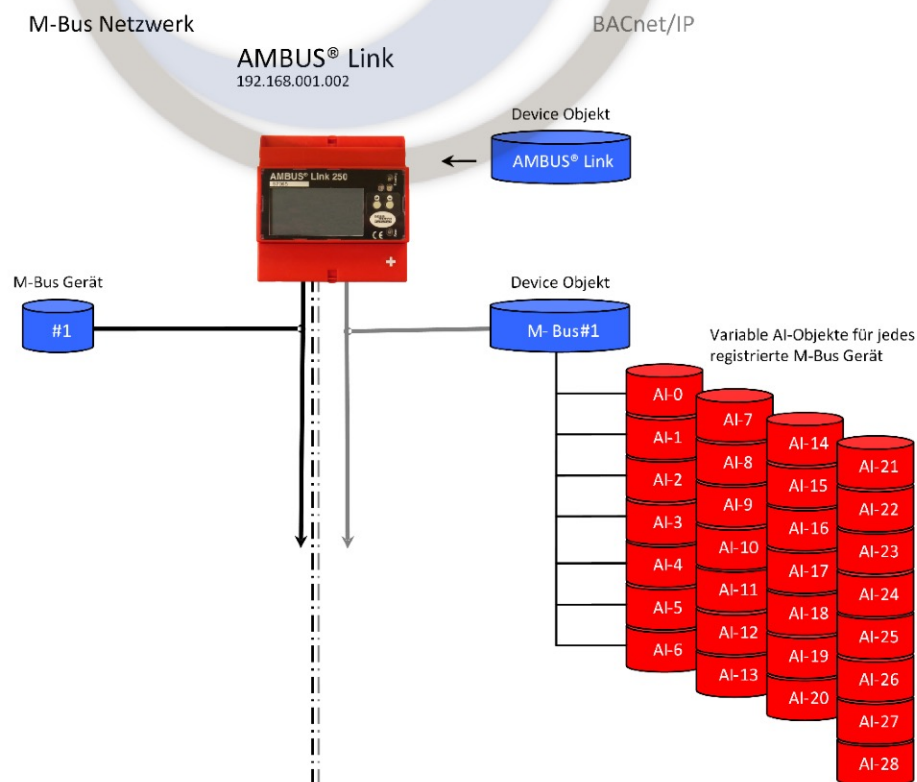 M-Bus Netzwerk
BACnet/IP
AMBUS® Link
192.168.001.002
Device Objekt
AMBUS® Link
AMBUS® Link 250
M-Bus Gerät
#1
Device Objekt
M- Bus#1
Variable AI-Objekte für jedes
registrierte M-Bus Gerät
AI-0
AI-1
AI-2
AI-3
AI-4
AI-5
AI-6
AI-7
AI-8
AI-9
AI-10
AI-11
AI-12
AI-13
AI-14
AI-15
AI-16
AI-17
AI-18
AI-19
AI-20
AI-21
AI-22
AI-23
AI-24
AI-25
AI-26
AI-27
AI-28